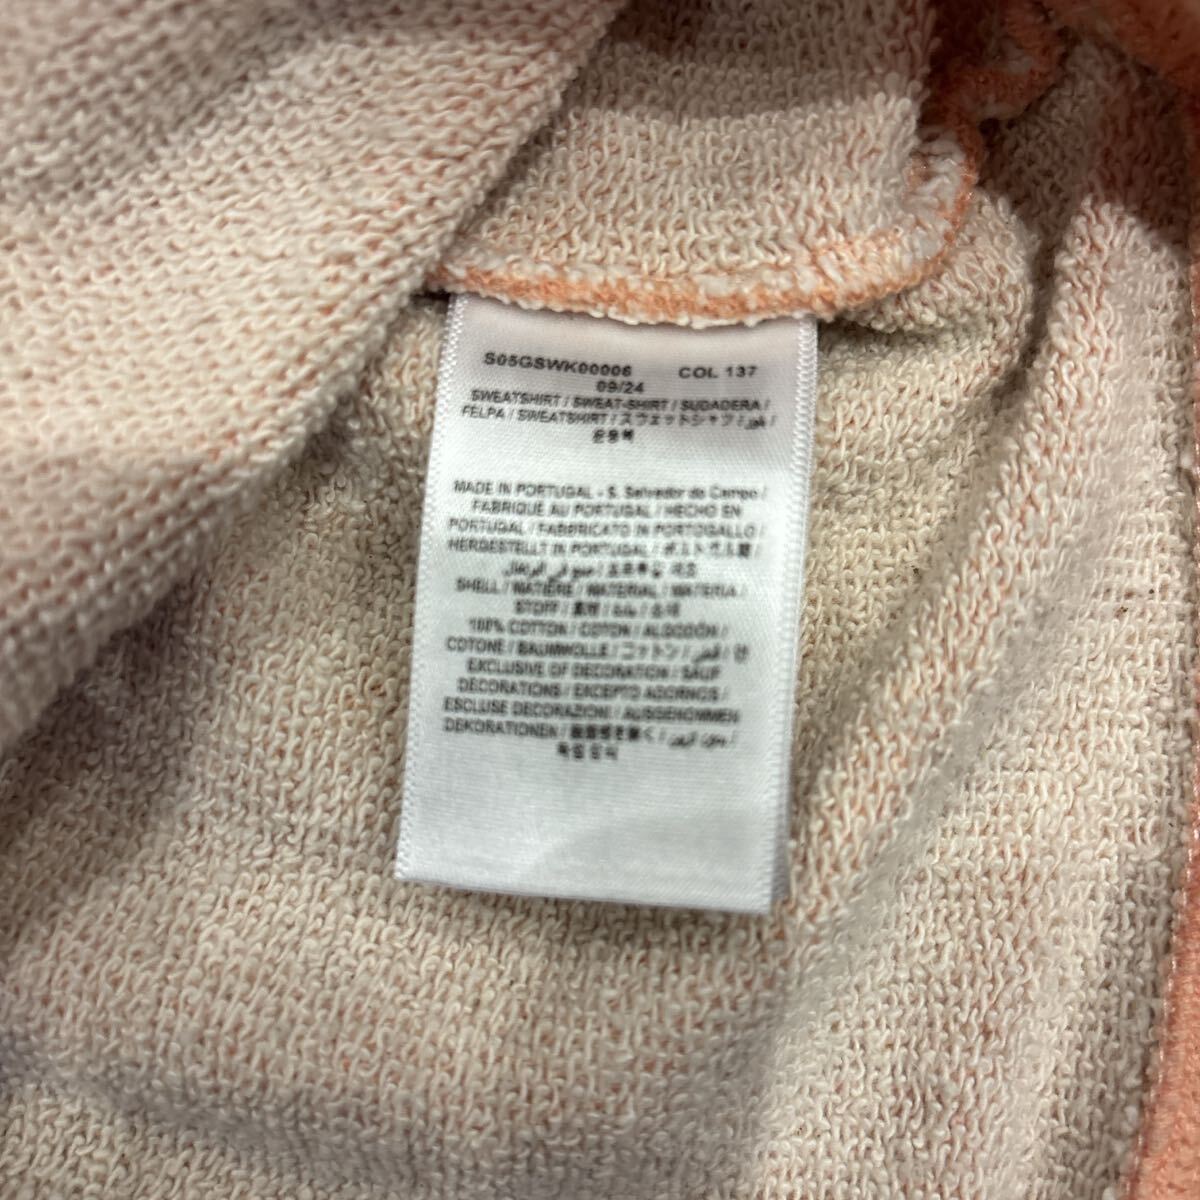 S05GSWK00006 COL 137
09/24
SWEATSHIRT / SWEAT-SHIRT / SUDADERA /
FELPA / SWEATSHIRT / スウェットシャツ /
MADE IN PORTUGAL - S. Salvador do Campo /
FABRIQUE AU PORTUGAL / HECHO EN
PORTUGAL / FABBRICATO IN PORTOGALLO /
HERGESTELLT IN PORTUGAL / ポルトガル製 /
صنع في البرتغال /
SHELL / MATIÈRE / MATERIAL / MATERIA /
STOFF / 素材 /
100% COTTON / COTON / ALGODÓN /
COTONE / BAUMWOLLE / コットン / قطن /
EXCLUSIVE OF DECORATION / SAUF
DÉCORATIONS / EXCEPTO ADORNOS /
ESCLUSE DECORAZIONI / AUSGENOMMEN
DEKORATIONEN / 装飾部を除く /